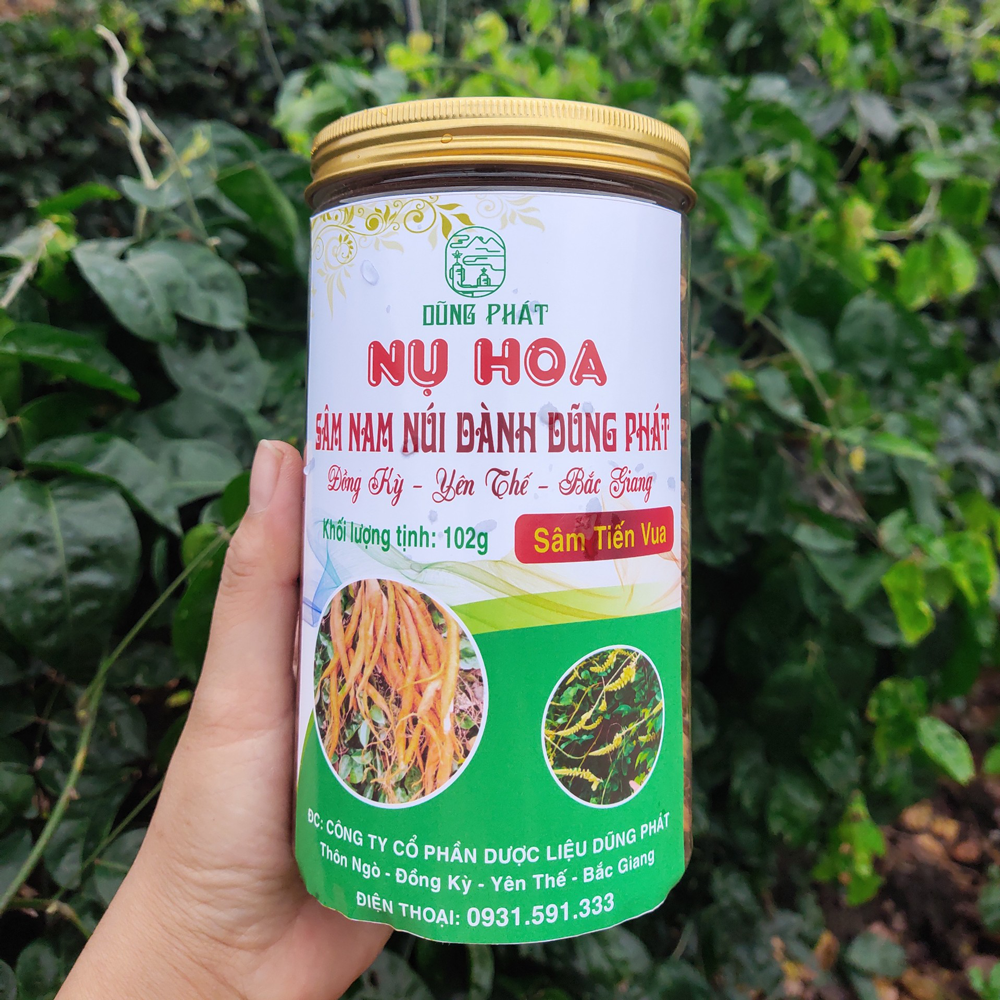 DŨNG PHÁT
NỤ HOA
SÂM NAM NÚI DÀNH DŨNG PHÁT
Đồng Kỳ - Yên Thế - Bắc Giang
Khối lượng tinh: 102g
Sâm Tiến Vua
ĐC: CÔNG TY CỔ PHẦN DƯỢC LIỆU DŨNG PHÁT
Thôn Ngò - Đồng Kỳ - Yên Thế - Bắc Giang
ĐIỆN THOẠI: 0931.591.333